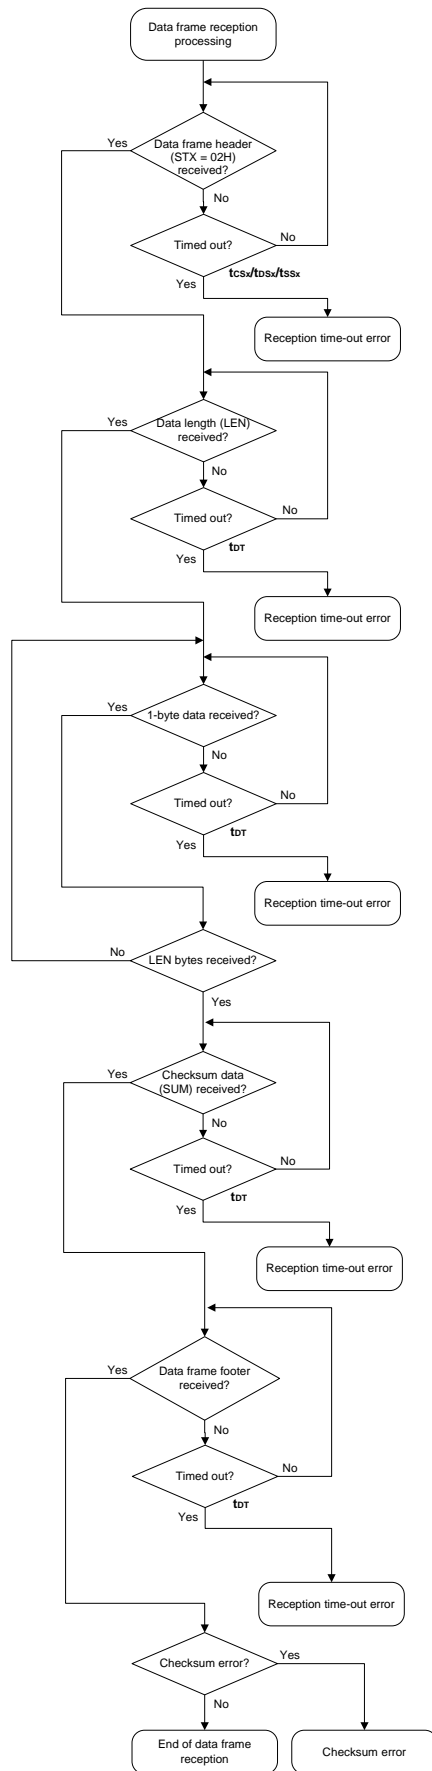 Data frame reception
processing
Yes
Data frame header
(STX = 02H)
received?
No
Timed out?
No
tCSx/tDSx/tSSx
Yes
Reception time-out error
Yes
Data length (LEN)
received?
No
Timed out?
No
tDT
Yes
Reception time-out error
Yes
1-byte data received?
No
Timed out?
No
tDT
Yes
Reception time-out error
No
LEN bytes received?
Yes
Yes
Checksum data
(SUM) received?
No
Timed out?
No
tDT
Yes
Reception time-out error
Yes
Data frame footer
received?
No
Timed out?
No
tDT
Yes
Reception time-out error
Checksum error?
Yes
No
End of data frame
reception
Checksum error